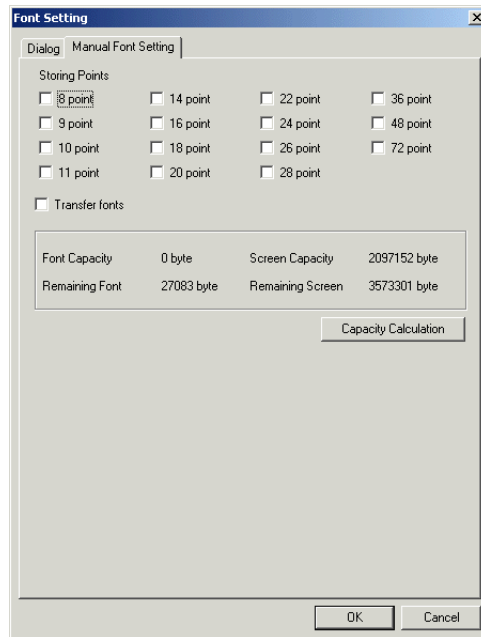 Font Setting
Dialog Manual Font Setting
Storing Points
8 point 14 point 22 point 36 point
9 point 16 point 24 point 48 point
10 point 18 point 26 point 72 point
11 point 20 point 28 point
Transfer fonts
Font Capacity 0 byte Screen Capacity 2097152 byte
Remaining Font 27083 byte Remaining Screen 3573301 byte
Capacity Calculation
OK Cancel